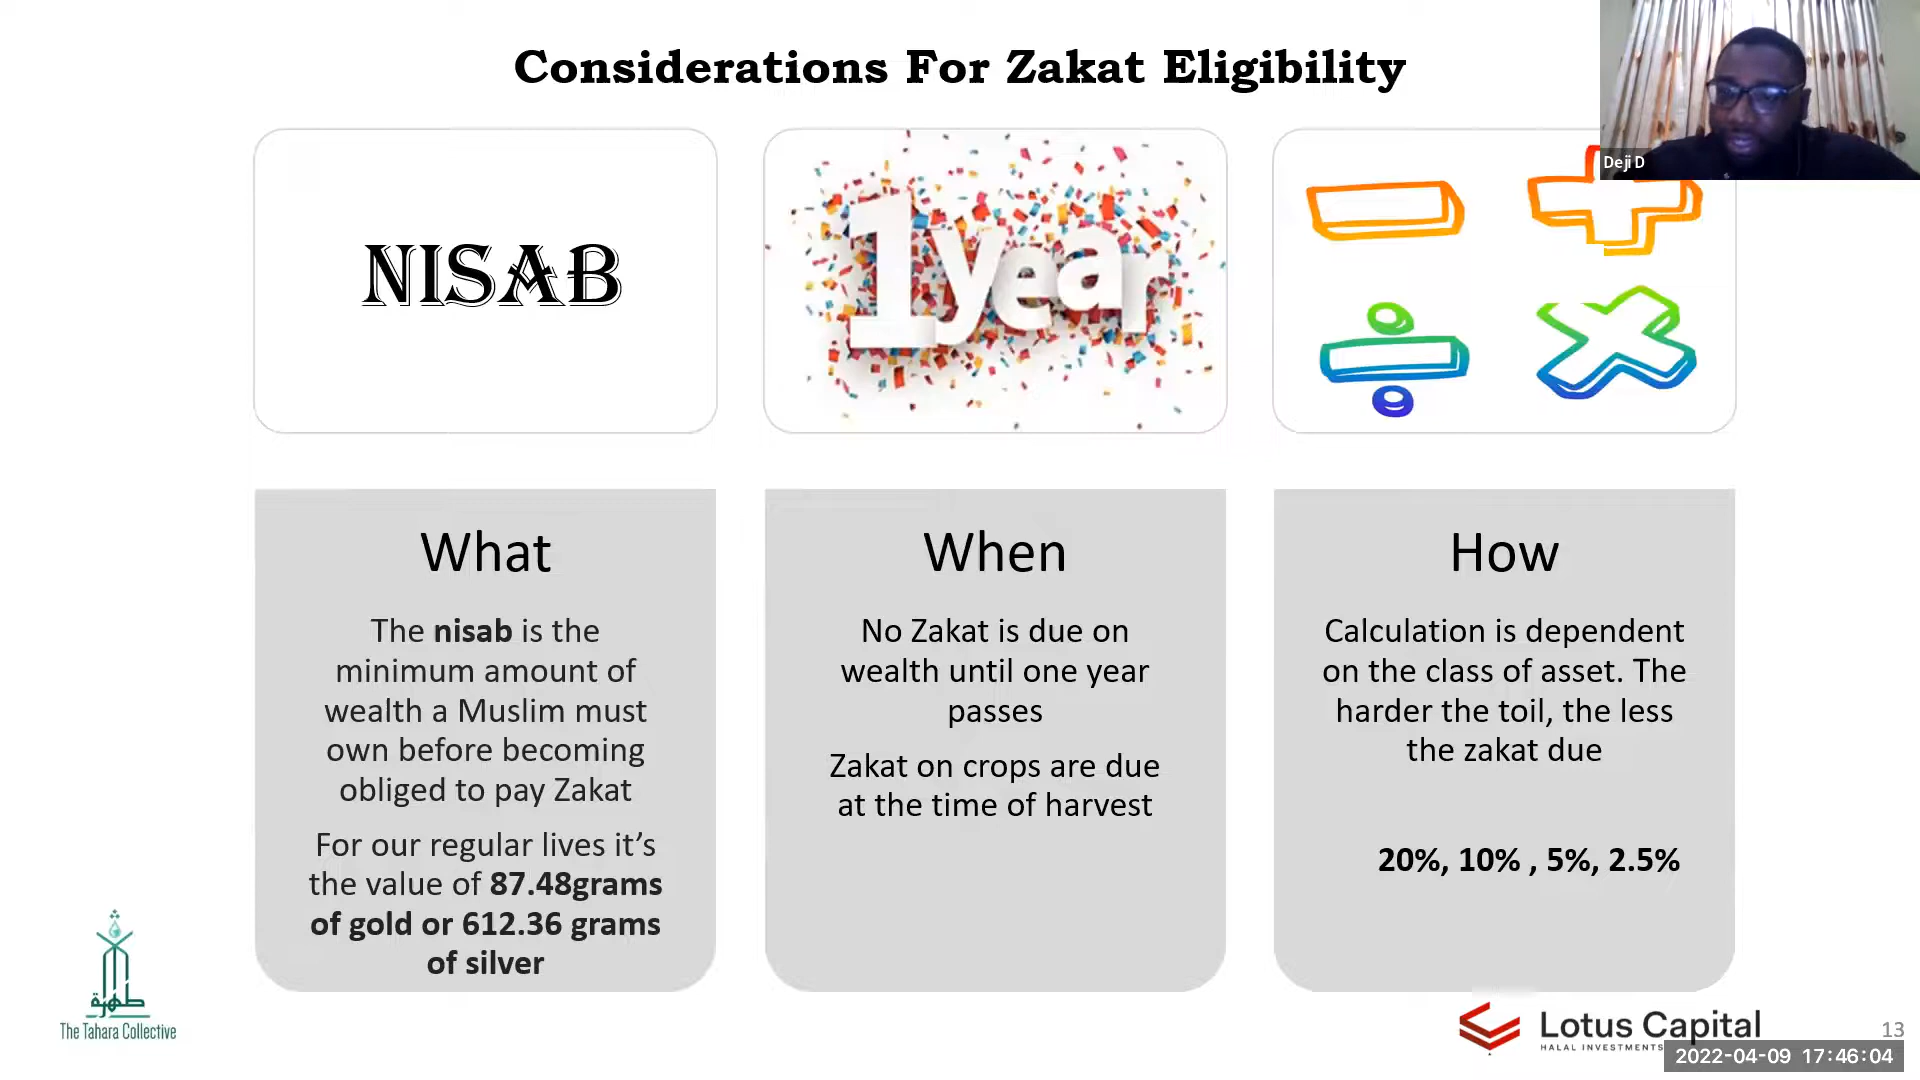 Considerations For Zakat Eligibility
Deji D
NISAB
1year
What
The nisab is the
minimum amount of
wealth a Muslim must
own before becoming
obliged to pay Zakat
For our regular lives it’s
the value of 87.48grams
of gold or 612.36 grams
of silver
When
No Zakat is due on
wealth until one year
passes
Zakat on crops are due
at the time of harvest
How
Calculation is dependent
on the class of asset. The
harder the toil, the less
the zakat due
20%, 10% , 5%, 2.5%
طهرة
The Tahara Collective
Lotus Capital
HALAL INVESTMENTS
13
2022-04-09 17:46:04